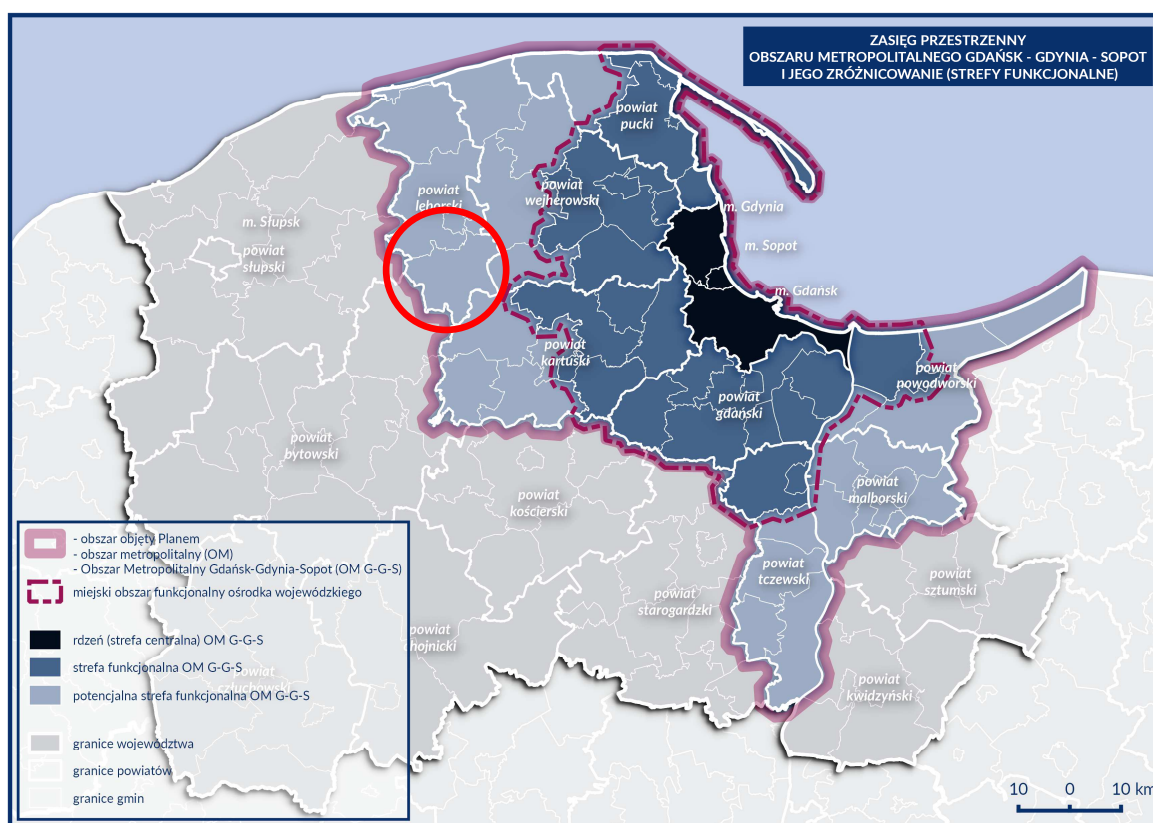 ZASIĘG PRZESTRZENNY
OBSZARU METROPOLITALNEGO GDAŃSK - GDYNIA - SOPOT
I JEGO ZRÓŻNICOWANIE (STREFY FUNKCJONALNE)
powiat
pucki
powiat
lęborski
powiat
wejherowski
m. Gdynia
m. Słupsk
m. Sopot
powiat
słupski
m. Gdańsk
powiat
kartuski
powiat
nowodworski
powiat
gdański
powiat
bytowski
powiat
malborski
powiat
kościerski
powiat
tczewski
powiat
sztumski
powiat
starogardzki
powiat
chojnicki
powiat
człuchowski
powiat
kwidzyński
- obszar objęty Planem
- obszar metropolitalny (OM)
- Obszar Metropolitalny Gdańsk-Gdynia-Sopot (OM G-G-S)
miejski obszar funkcjonalny ośrodka wojewódzkiego
rdzeń (strefa centralna) OM G-G-S
strefa funkcjonalna OM G-G-S
potencjalna strefa funkcjonalna OM G-G-S
granice województwa
granice powiatów
granice gmin
10 0 10 km